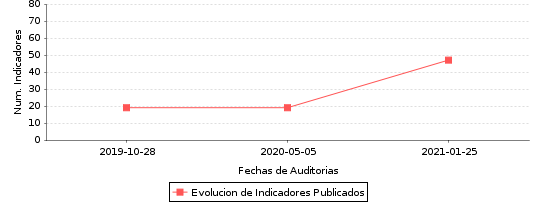 80
70
60
50
40
30
20
10
0
Num. Indicadores
2019-10-28 2020-05-05 2021-01-25
Fechas de Auditorias
Evolucion de Indicadores Publicados